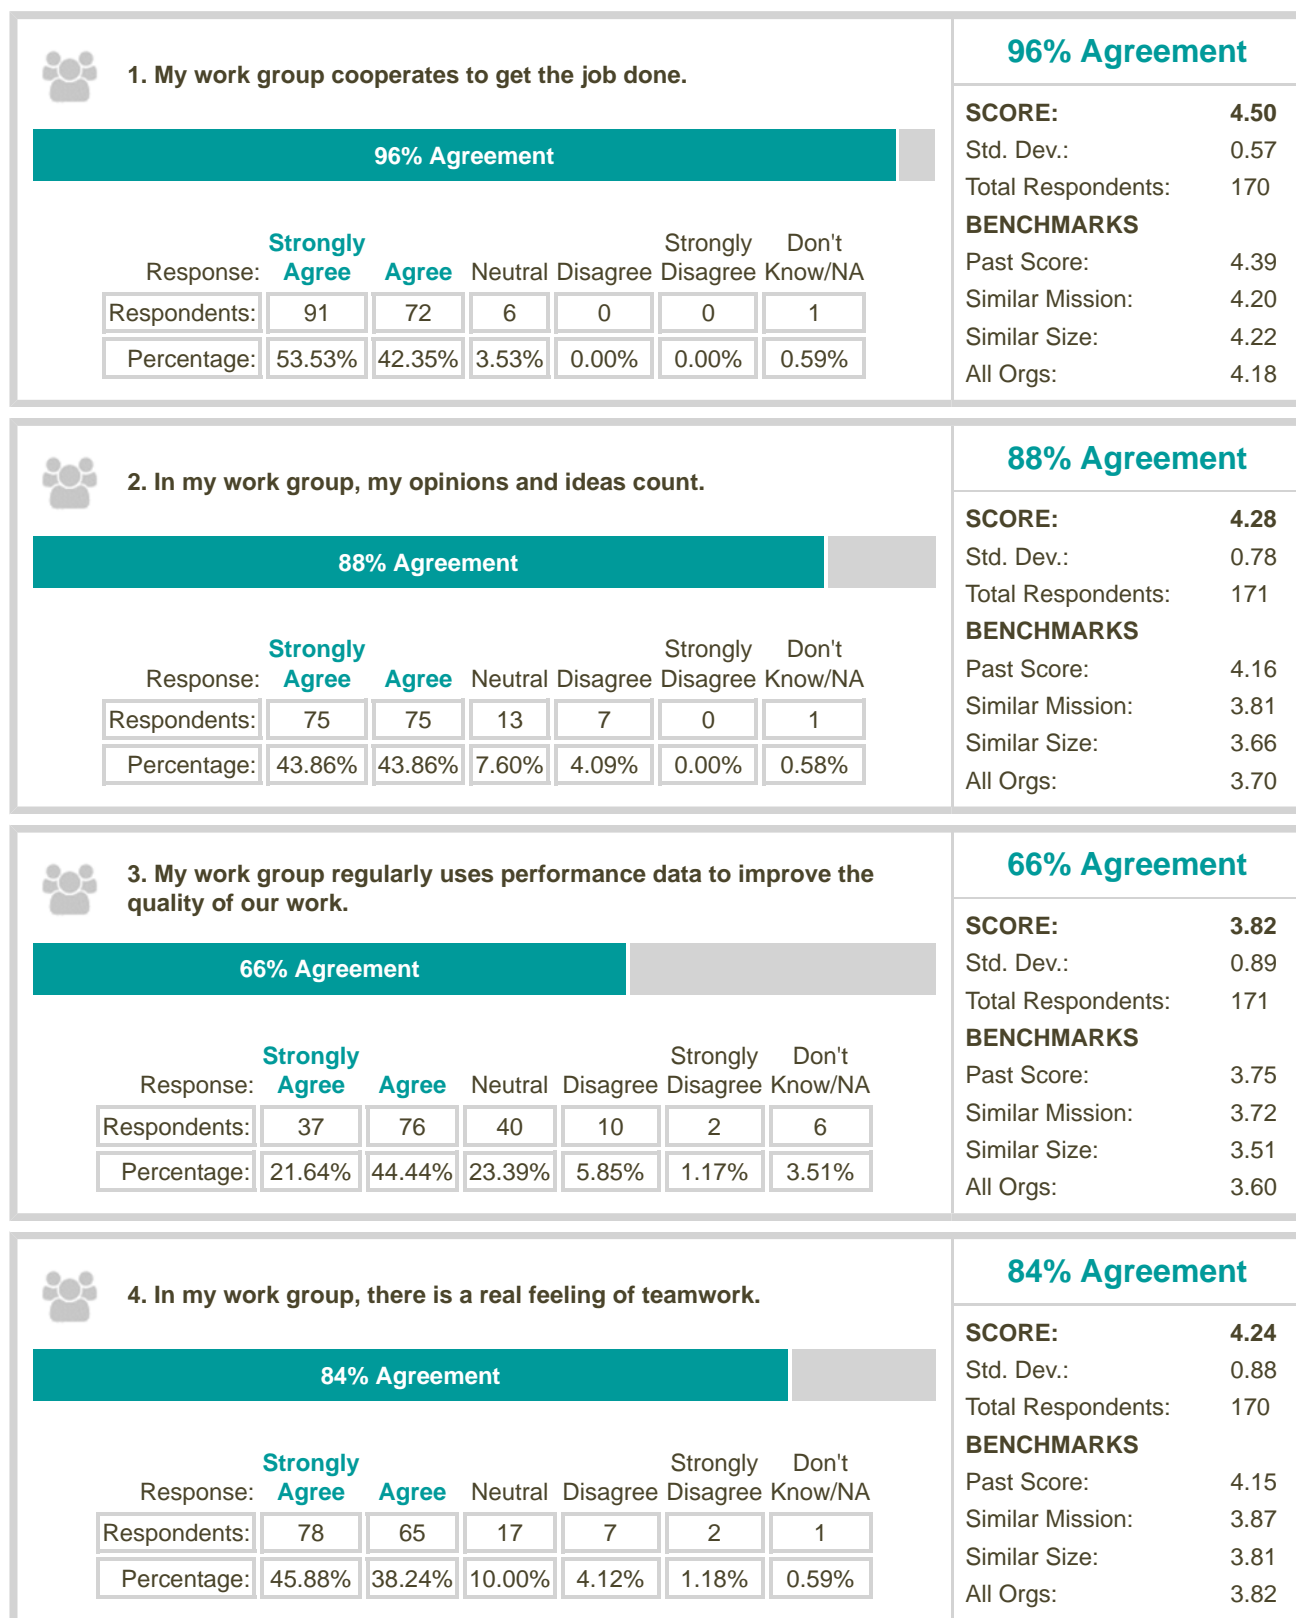 1. My work group cooperates to get the job done.
96% Agreement
Strongly Strongly Don't
Response: Agree Agree Neutral Disagree Disagree Know/NA
Respondents: 91 72 6 0 0 1
Percentage: 53.53% 42.35% 3.53% 0.00% 0.00% 0.59%
96% Agreement
SCORE: 4.50
Std. Dev.: 0.57
Total Respondents: 170
BENCHMARKS
Past Score: 4.39
Similar Mission: 4.20
Similar Size: 4.22
All Orgs: 4.18
2. In my work group, my opinions and ideas count.
88% Agreement
Strongly Strongly Don't
Response: Agree Agree Neutral Disagree Disagree Know/NA
Respondents: 75 75 13 7 0 1
Percentage: 43.86% 43.86% 7.60% 4.09% 0.00% 0.58%
88% Agreement
SCORE: 4.28
Std. Dev.: 0.78
Total Respondents: 171
BENCHMARKS
Past Score: 4.16
Similar Mission: 3.81
Similar Size: 3.66
All Orgs: 3.70
3. My work group regularly uses performance data to improve the
quality of our work.
66% Agreement
Strongly Strongly Don't
Response: Agree Agree Neutral Disagree Disagree Know/NA
Respondents: 37 76 40 10 2 6
Percentage: 21.64% 44.44% 23.39% 5.85% 1.17% 3.51%
66% Agreement
SCORE: 3.82
Std. Dev.: 0.89
Total Respondents: 171
BENCHMARKS
Past Score: 3.75
Similar Mission: 3.72
Similar Size: 3.51
All Orgs: 3.60
4. In my work group, there is a real feeling of teamwork.
84% Agreement
Strongly Strongly Don't
Response: Agree Agree Neutral Disagree Disagree Know/NA
Respondents: 78 65 17 7 2 1
Percentage: 45.88% 38.24% 10.00% 4.12% 1.18% 0.59%
84% Agreement
SCORE: 4.24
Std. Dev.: 0.88
Total Respondents: 170
BENCHMARKS
Past Score: 4.15
Similar Mission: 3.87
Similar Size: 3.81
All Orgs: 3.82